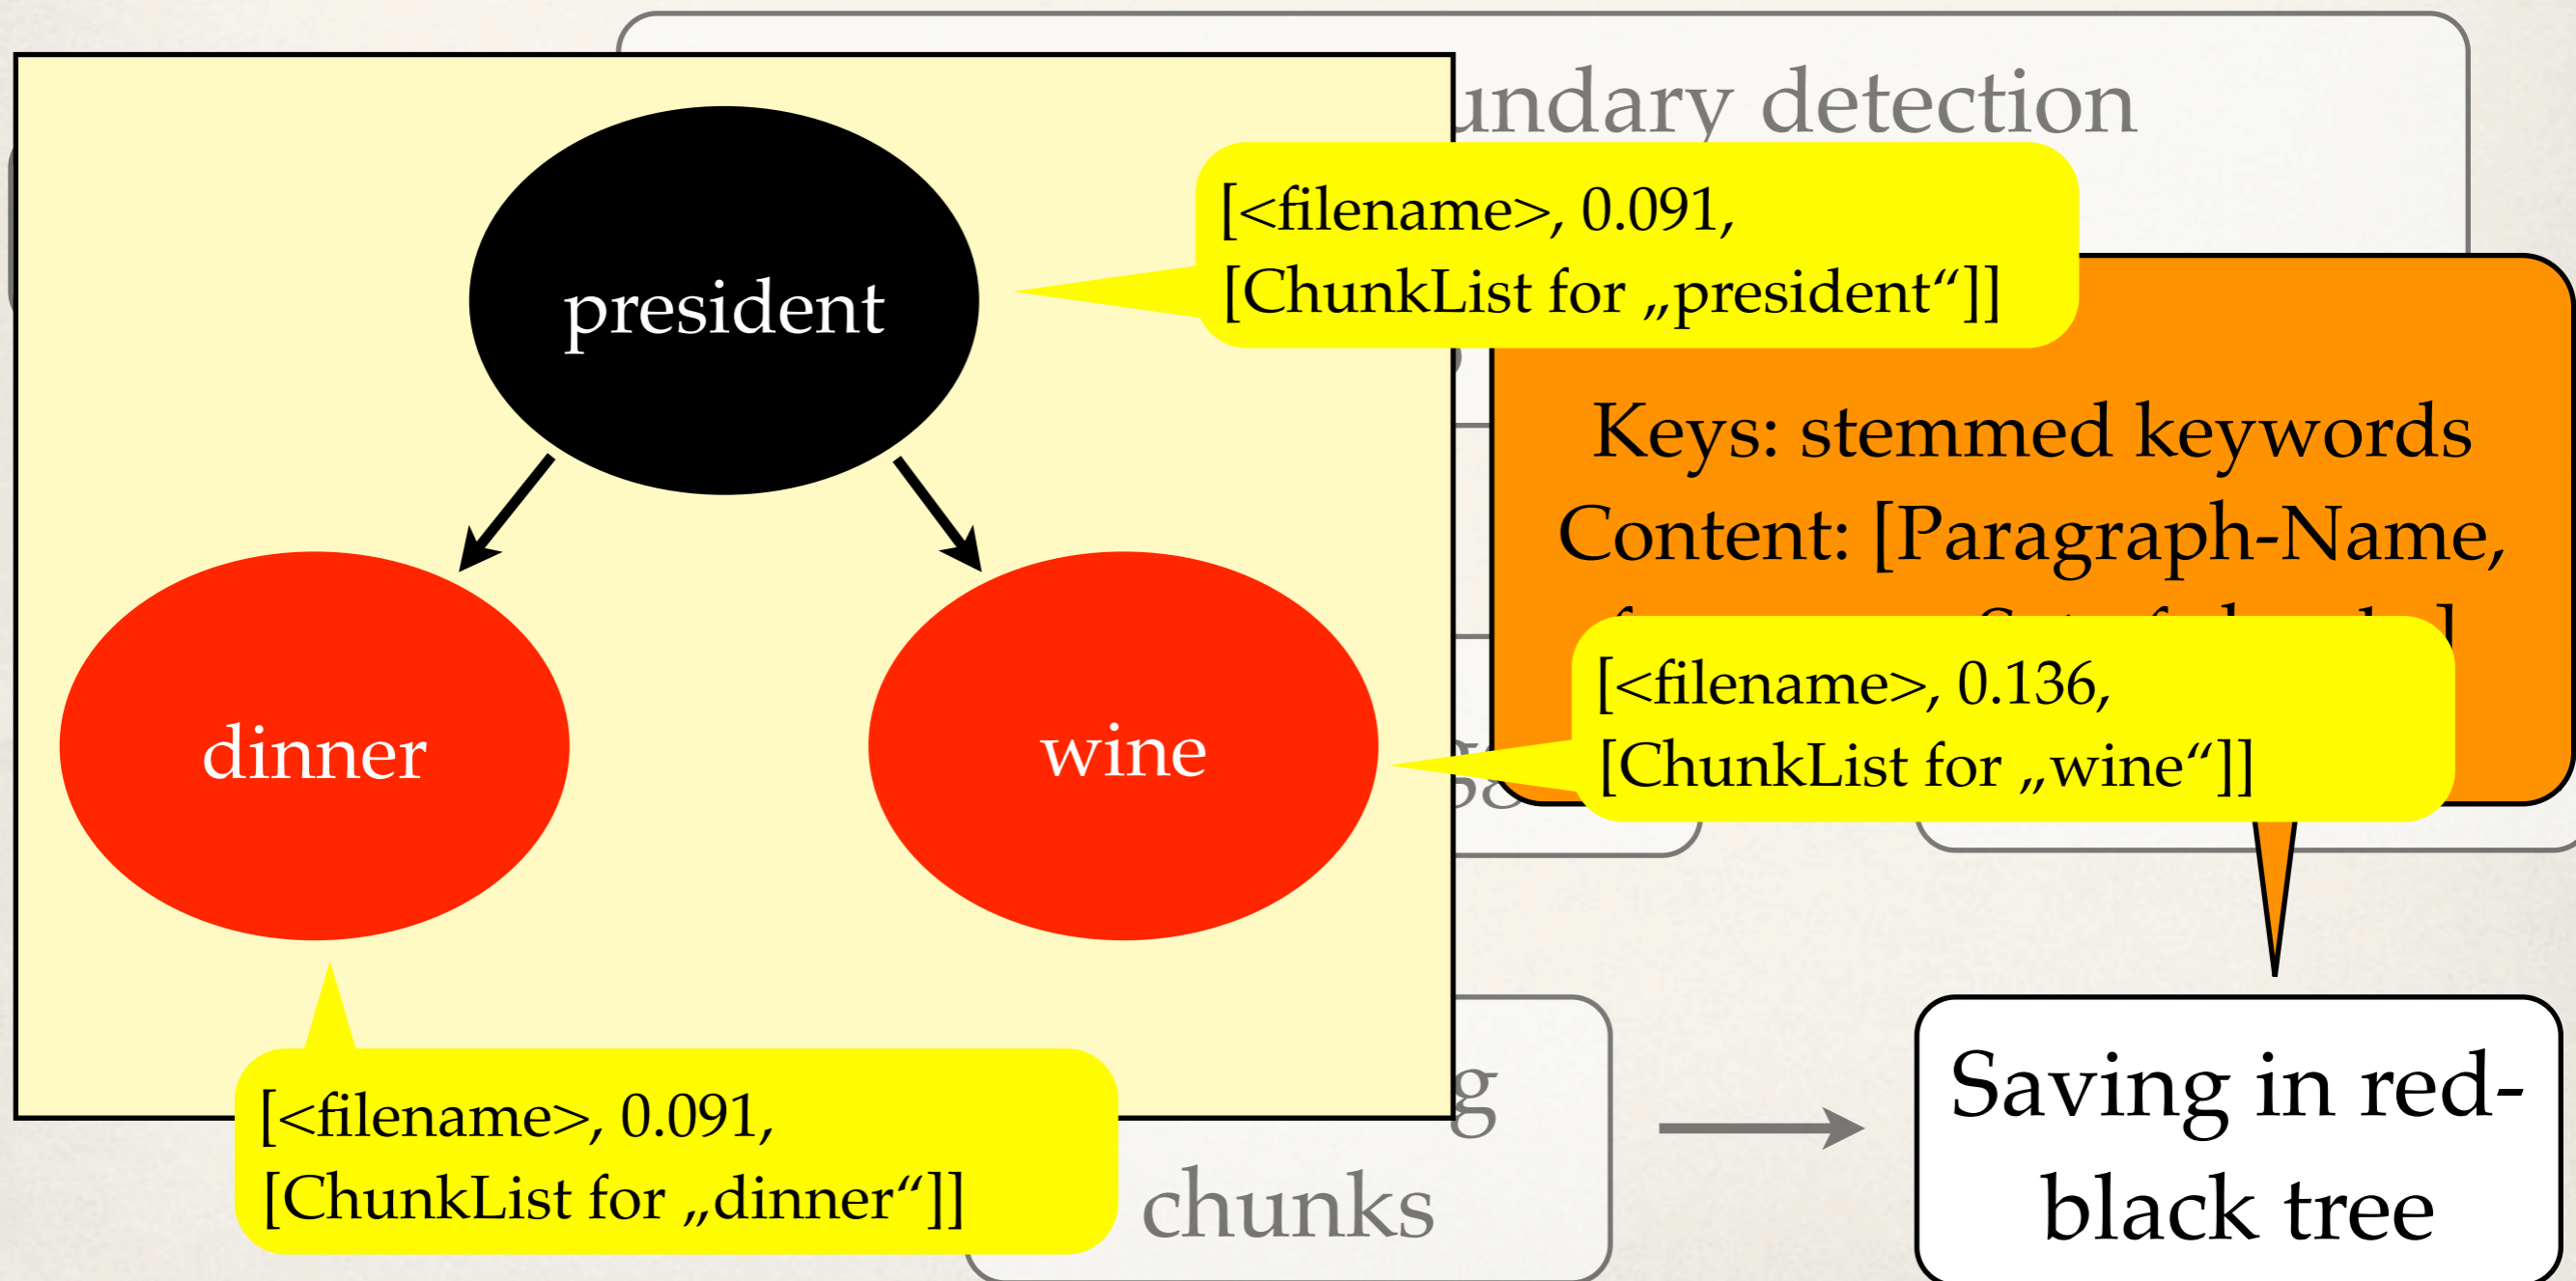 detection
president
[<filename>, 0.091,
[ChunkList for „president“]]
Keys: stemmed keywords
Content: [Paragraph-Name,
dinner
wine
[<filename>, 0.136,
[ChunkList for „wine“]]
[<filename>, 0.091,
[ChunkList for „dinner“]]
chunks
Saving in red-
black tree